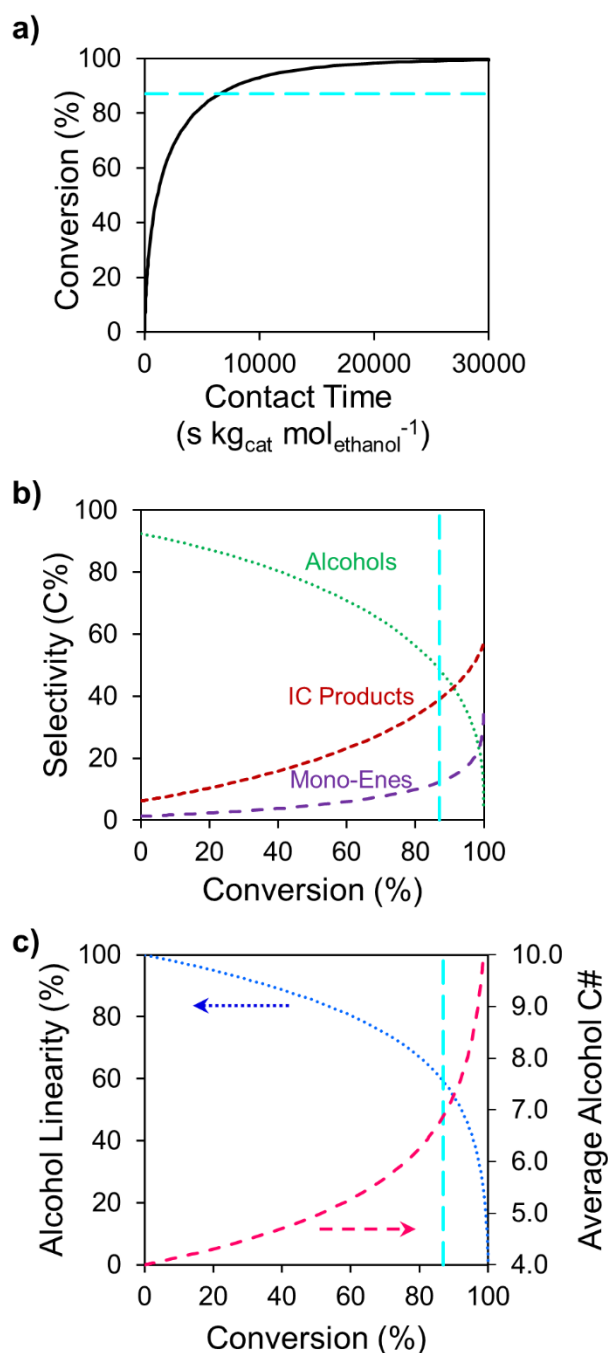 a)
100
80
60
40
20
0
Conversion (%)
0 10000 20000 30000
Contact Time
(s kgcat molethanol-1)
b)
100
80
60
40
20
0
Selectivity (C%)
Alcohols
IC Products
Mono-Enes
0 20 40 60 80 100
Conversion (%)
c)
100
80
60
40
20
0
Alcohol Linearity (%)
10.0
9.0
8.0
7.0
6.0
5.0
4.0
Average Alcohol C#
0 20 40 60 80 100
Conversion (%)